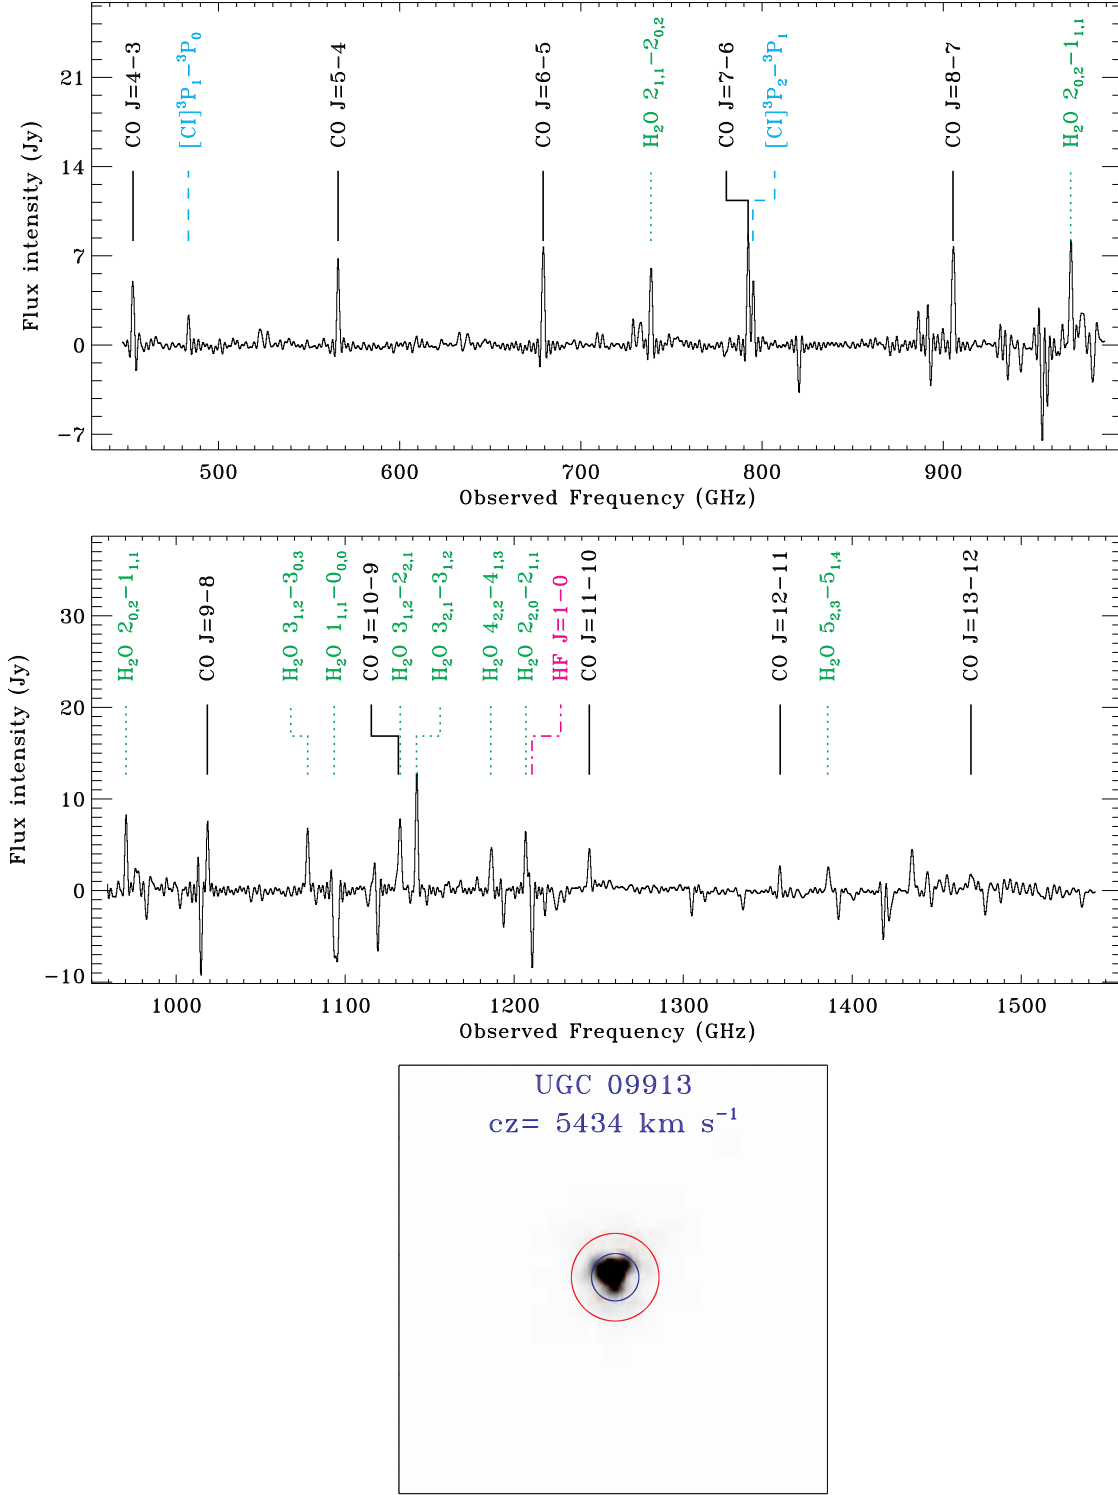 CO J=4−3
[CI]³P₁−³P₀
CO J=5−4
CO J=6−5
H₂O 2₁,₁−2₀,₂
CO J=7−6
[CI]³P₂−³P₁
CO J=8−7
H₂O 2₀,₂−1₁,₁
Flux intensity (Jy)
21
14
7
0
−7
500
600
700
800
900
Observed Frequency (GHz)
H₂O 2₀,₂−1₁,₁
CO J=9−8
H₂O 3₁,₂−3₀,₃
H₂O 1₁,₁−0₀,₀
CO J=10−9
H₂O 3₁,₂−2₂,₁
H₂O 3₂,₁−3₁,₂
H₂O 4₂,₂−4₁,₃
H₂O 2₂,₀−2₁,₁
HF J=1−0
CO J=11−10
CO J=12−11
H₂O 5₂,₃−5₁,₄
CO J=13−12
Flux intensity (Jy)
30
20
10
0
−10
1000
1100
1200
1300
1400
1500
Observed Frequency (GHz)
UGC 09913
cz= 5434 km s⁻¹